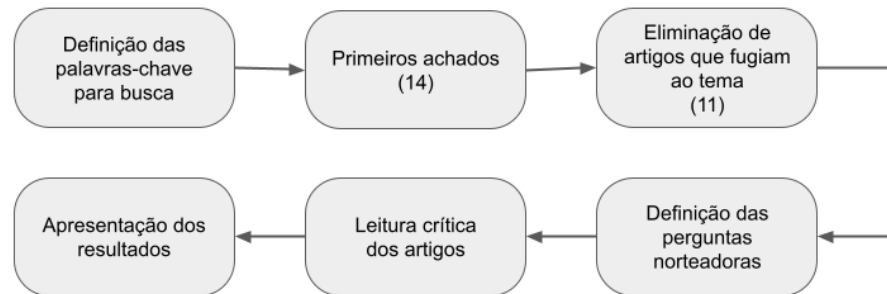 Definição das
palavras-chave
para busca
Primeiros achados
(14)
Eliminação de
artigos que fugiam
ao tema
(11)
Definição das
perguntas
norteadoras
Leitura crítica
dos artigos
Apresentação dos
resultados